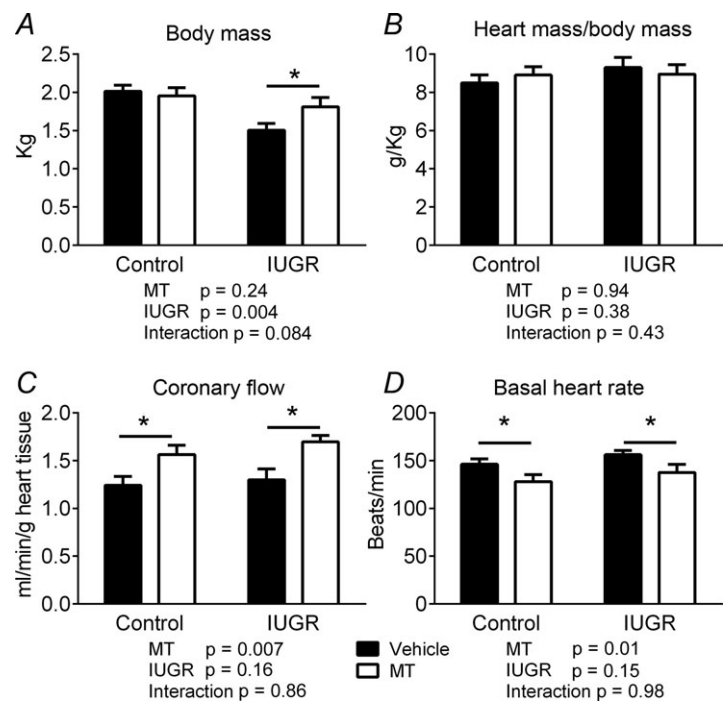 A
Body mass
Kg
2.5
2.0
1.5
1.0
0.5
0.0
*
Control
IUGR
MT p = 0.24
IUGR p = 0.004
Interaction p = 0.084
B
Heart mass/body mass
g/Kg
10
8
6
4
2
0
Control
IUGR
MT p = 0.94
IUGR p = 0.38
Interaction p = 0.43
C
Coronary flow
ml/min/g heart tissue
2.0
1.5
1.0
0.5
0.0
*
*
Control
IUGR
MT p = 0.007
IUGR p = 0.16
Interaction p = 0.86
Vehicle
MT
D
Basal heart rate
Beats/min
200
150
100
50
0
*
*
Control
IUGR
MT p = 0.01
IUGR p = 0.15
Interaction p = 0.98